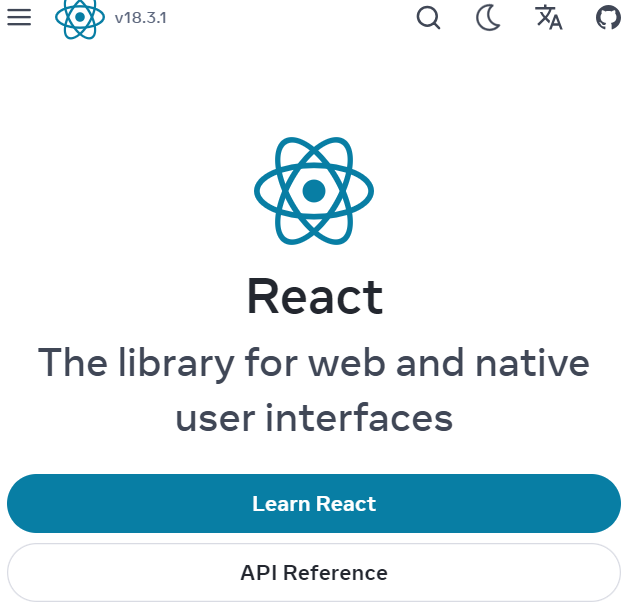 v18.3.1
React
The library for web and native
user interfaces
Learn React
API Reference